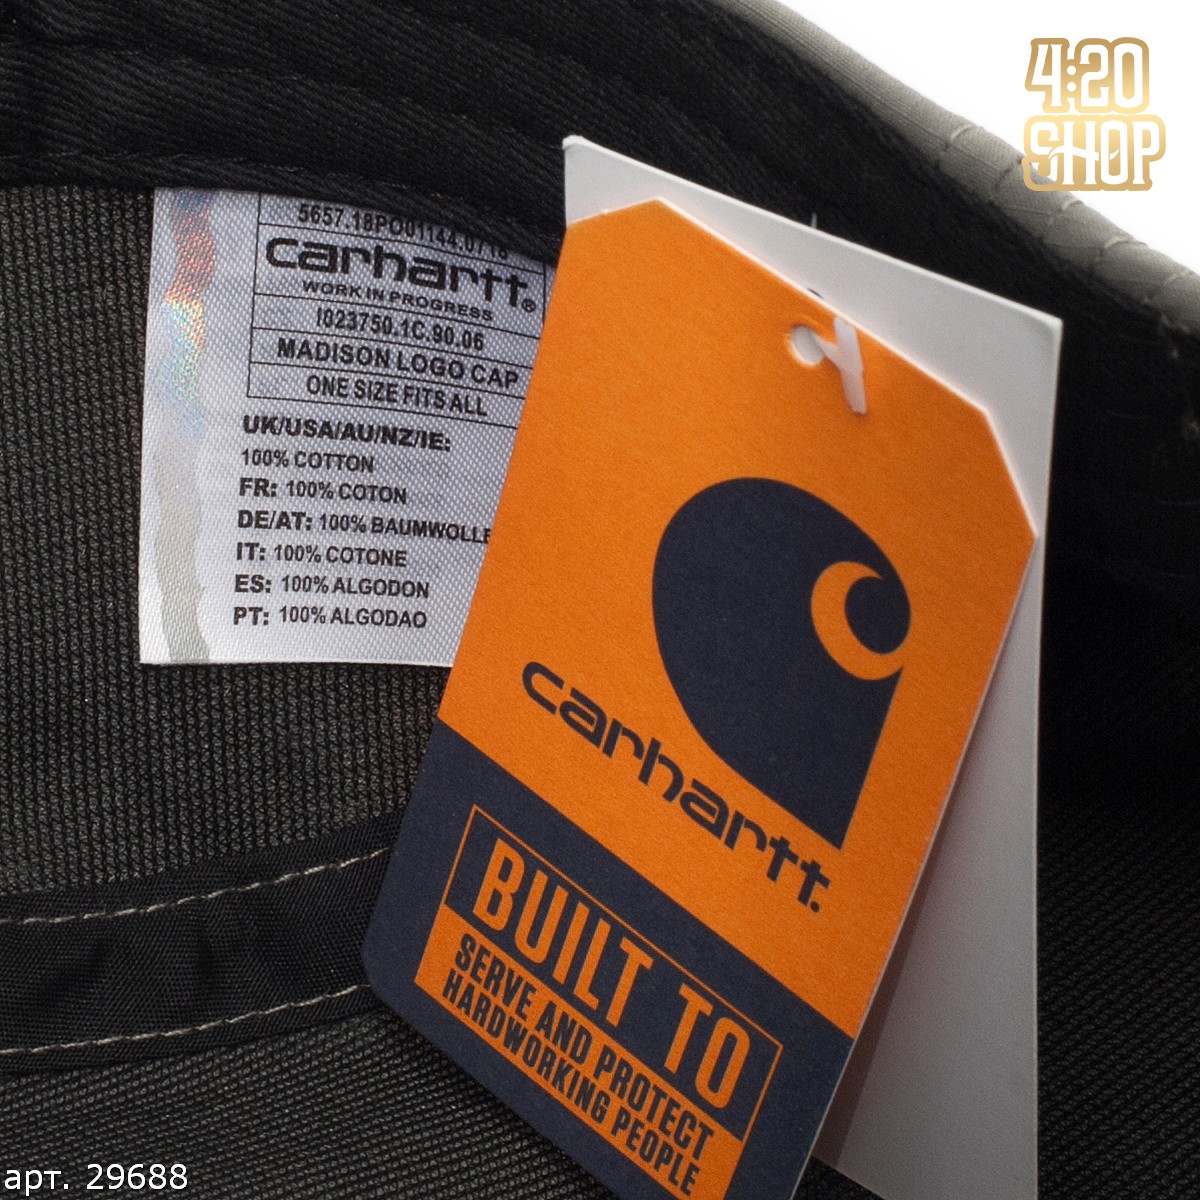 4:20
SHOP
5657.18PO01144.0718
carhartt®
WORK IN PROGRESS
I023750.1C.90.06
MADISON LOGO CAP
ONE SIZE FITS ALL
UK/USA/AU/NZ/IE:
100% COTTON
FR: 100% COTON
DE/AT: 100% BAUMWOLLE
IT: 100% COTONE
ES: 100% ALGODON
PT: 100% ALGODAO
carhartt.
BUILT TO
SERVE AND PROTECT
HARDWORKING PEOPLE
арт. 29688